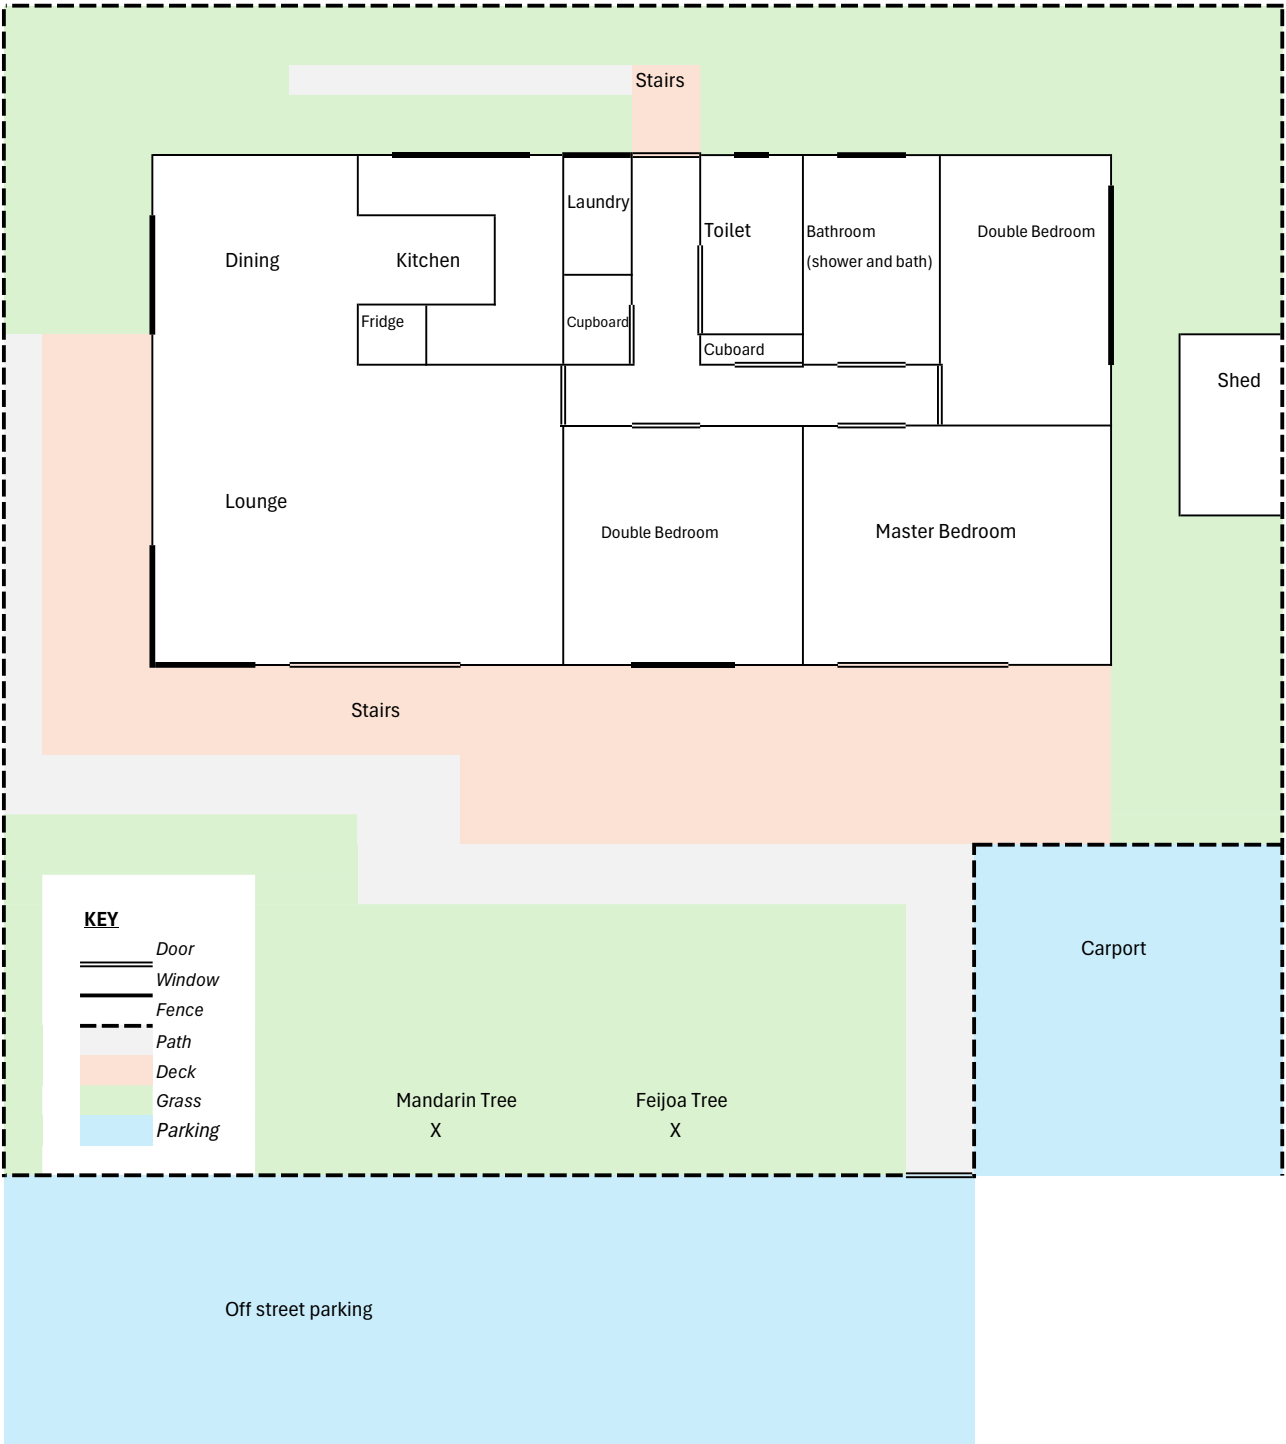 Stairs
Laundry
Toilet
Bathroom
(shower and bath)
Double Bedroom
Dining
Kitchen
Fridge
Cupboard
Cuboard
Shed
Lounge
Double Bedroom
Master Bedroom
Stairs
KEY
Door
Window
Fence
Path
Deck
Grass
Parking
Carport
Mandarin Tree
X
Feijoa Tree
X
Off street parking